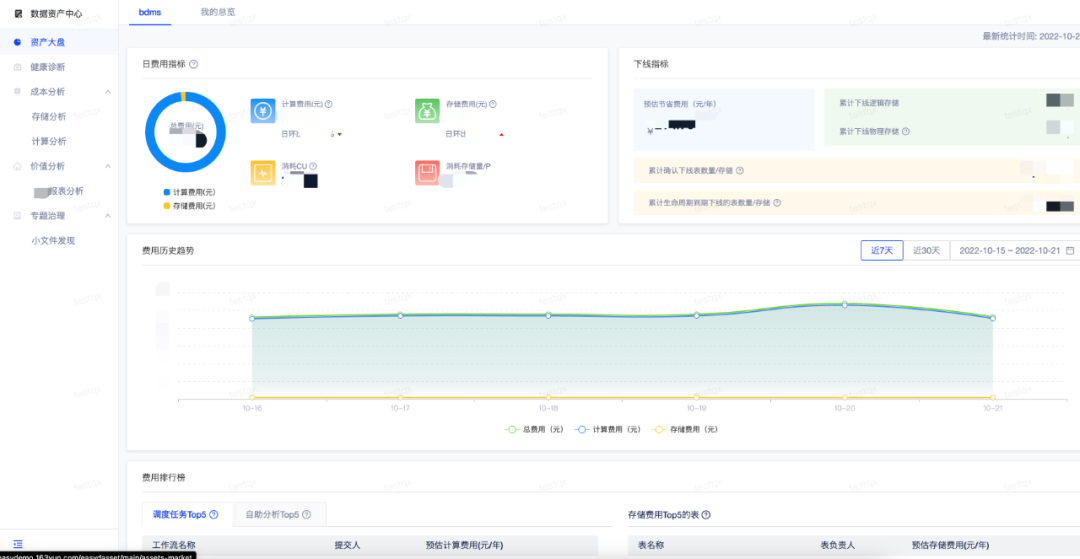 数据资产中心
资产大盘
健康诊断
成本分析
存储分析
计算分析
价值分析
报表分析
专题治理
小文件发现
bdms
我的总览
最新统计时间: 2022-10-2
日费用指标
总费用(元)
计算费用(元)
存储费用(元)
计算费用(元)
日环比
存储费用(元)
日环比
消耗CU
消耗存储量/P
下线指标
预估节省费用（元/年）
¥
累计下线逻辑存储
累计下线物理存储
累计确认下线表数量/存储
累计生命周期到期下线的表数量/存储
费用历史趋势
近7天
近30天
2022-10-15 ~ 2022-10-21
10-16
10-17
10-18
10-19
10-20
10-21
总费用（元）
计算费用（元）
存储费用（元）
费用排行榜
调度任务Top5
自助分析Top5
工作流名称
提交人
预估计算费用(元/年)
存储费用Top5的表
表名称
表负责人
预估存储费用(元/年)
easydemo.163yun.com/easydasset/main/assets-market
testqx